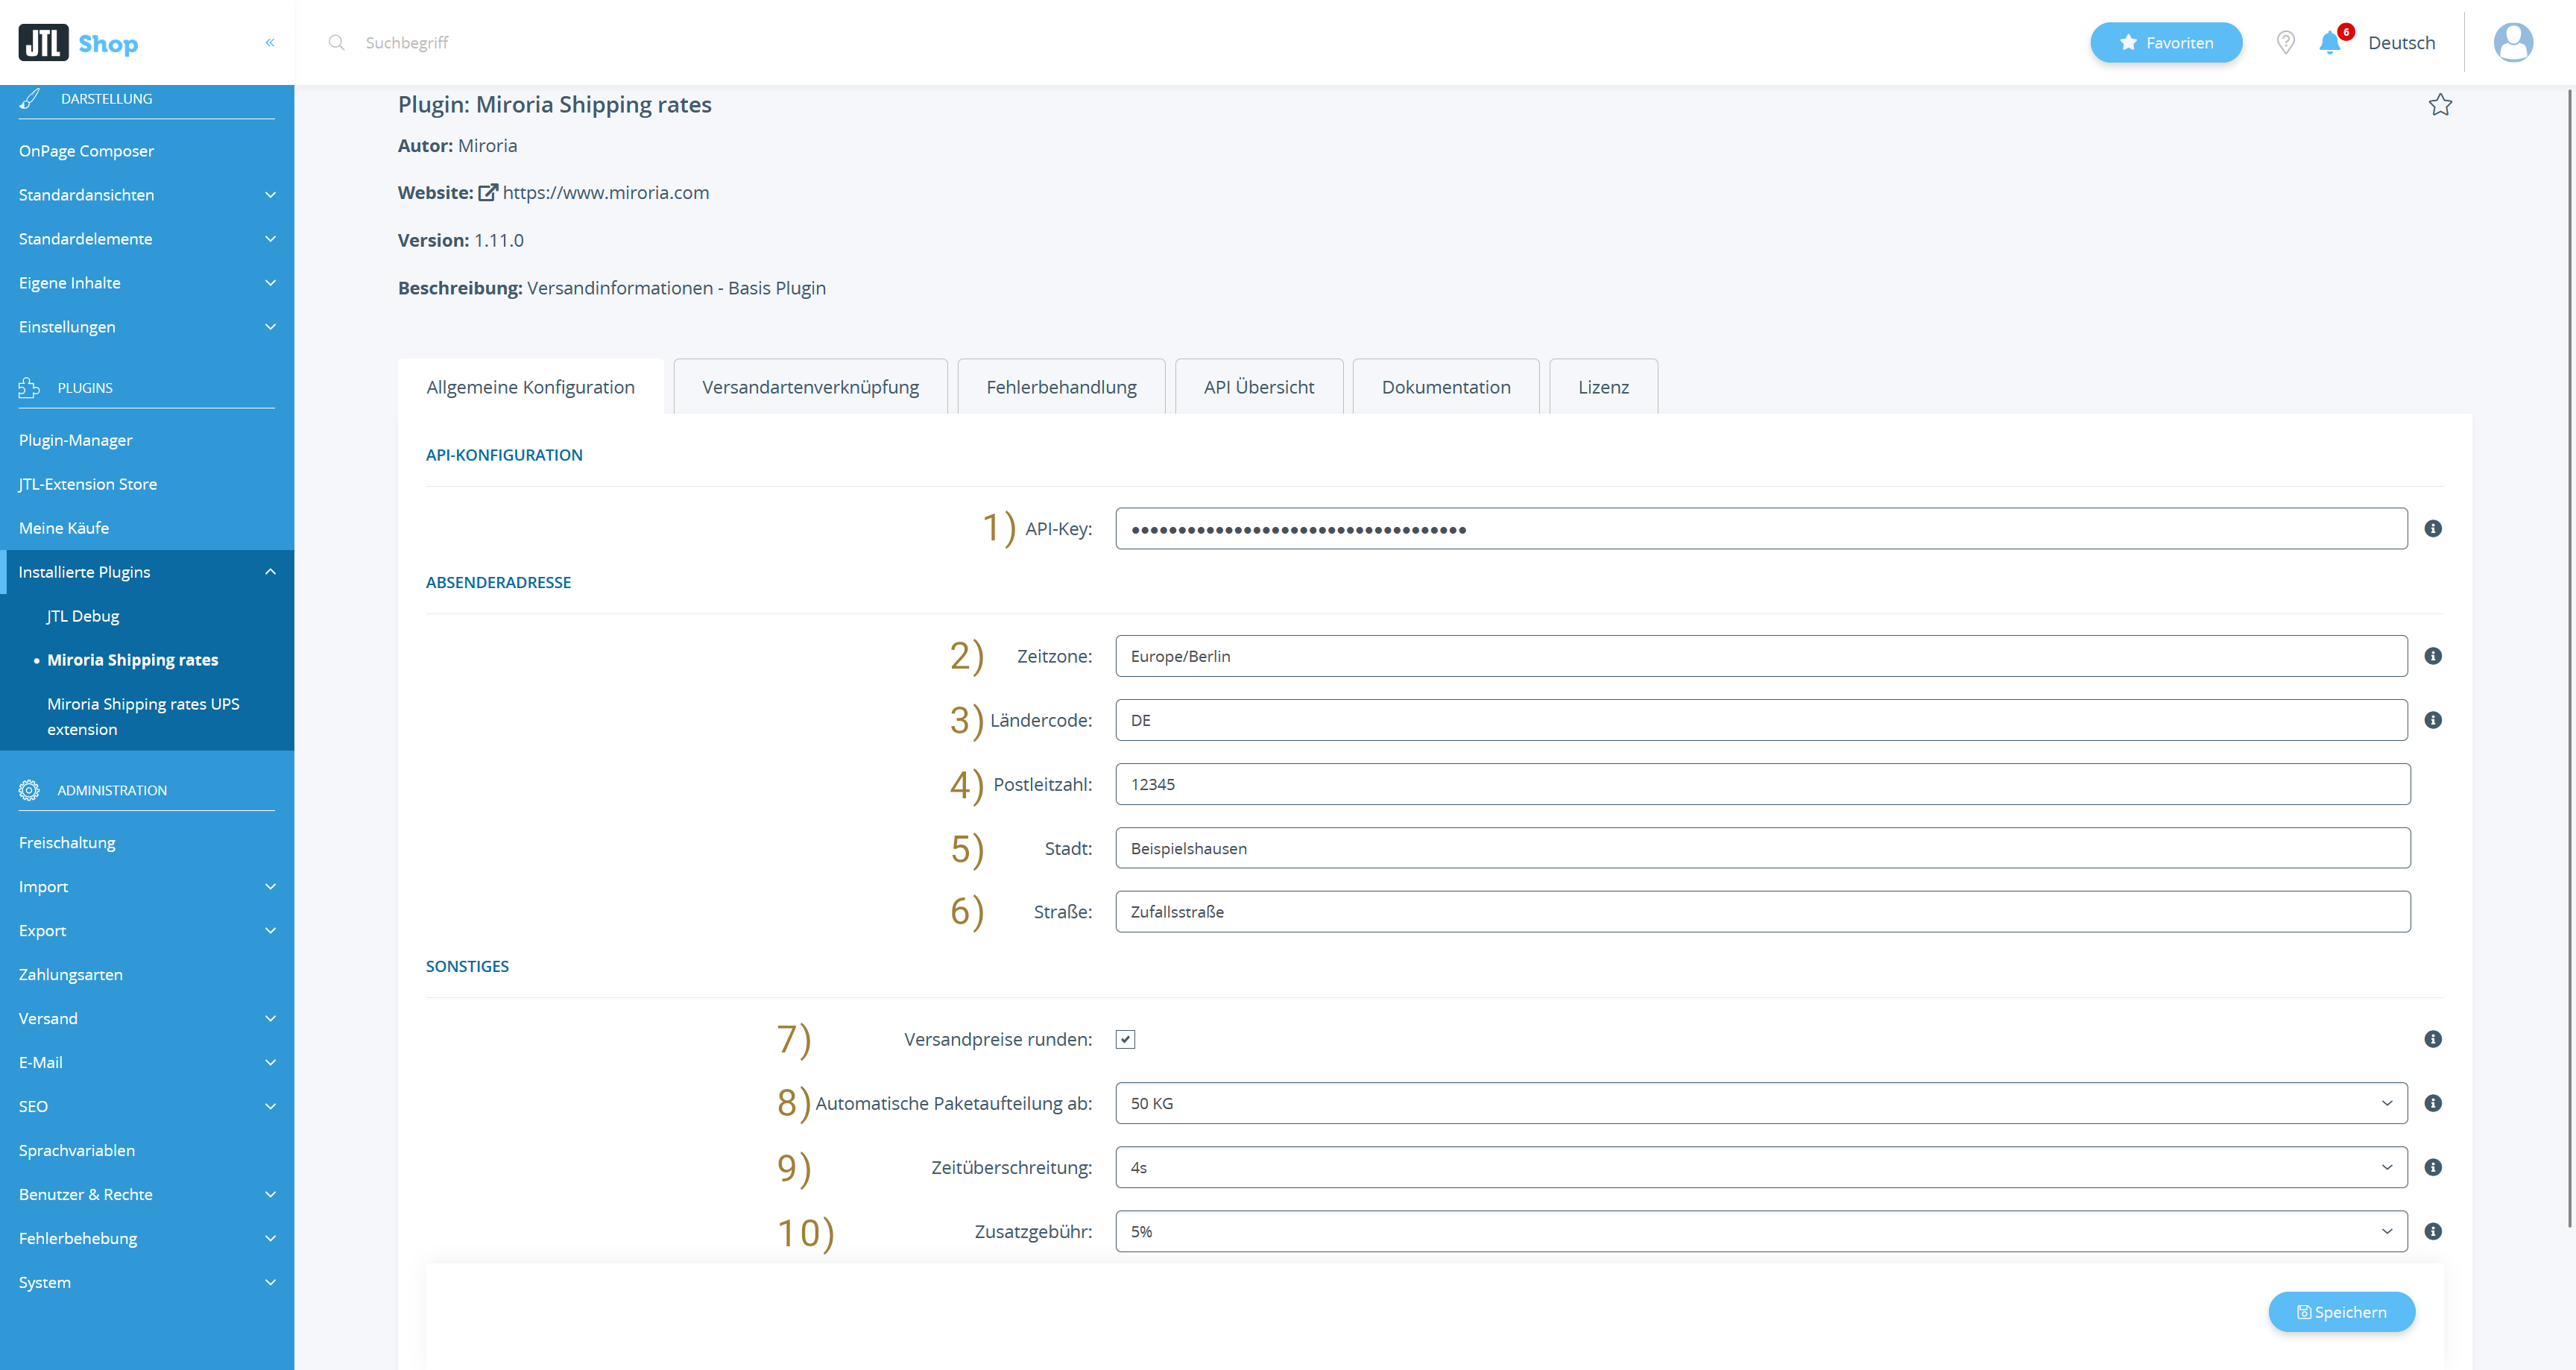 JTL Shop
«
Suchbegriff
Favoriten
6
Deutsch
DARSTELLUNG
OnPage Composer
Standardansichten
Standardelemente
Eigene Inhalte
Einstellungen
PLUGINS
Plugin-Manager
JTL-Extension Store
Meine Käufe
Installierte Plugins
JTL Debug
• Miroria Shipping rates
Miroria Shipping rates UPS
extension
ADMINISTRATION
Freischaltung
Import
Export
Zahlungsarten
Versand
E-Mail
SEO
Sprachvariablen
Benutzer & Rechte
Fehlerbehebung
System
Plugin: Miroria Shipping rates
Autor: Miroria
Website: https://www.miroria.com
Version: 1.11.0
Beschreibung: Versandinformationen - Basis Plugin
Allgemeine Konfiguration
Versandartenverknüpfung
Fehlerbehandlung
API Übersicht
Dokumentation
Lizenz
API-KONFIGURATION
1) API-Key: ••••••••••••••••••••••••••••••••••••
ABSENDERADRESSE
2) Zeitzone: Europe/Berlin
3) Ländercode: DE
4) Postleitzahl: 12345
5) Stadt: Beispielshausen
6) Straße: Zufallsstraße
SONSTIGES
7) Versandpreise runden:
8) Automatische Paketaufteilung ab: 50 KG
9) Zeitüberschreitung: 4s
10) Zusatzgebühr: 5%
Speichern